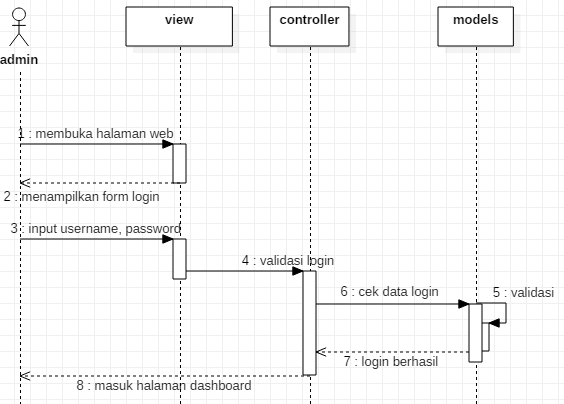 view
controller
models
admin
1 : membuka halaman web
2 : menampilkan form login
3 : input username, password
4 : validasi login
6 : cek data login
5 : validasi
7 : login berhasil
8 : masuk halaman dashboard